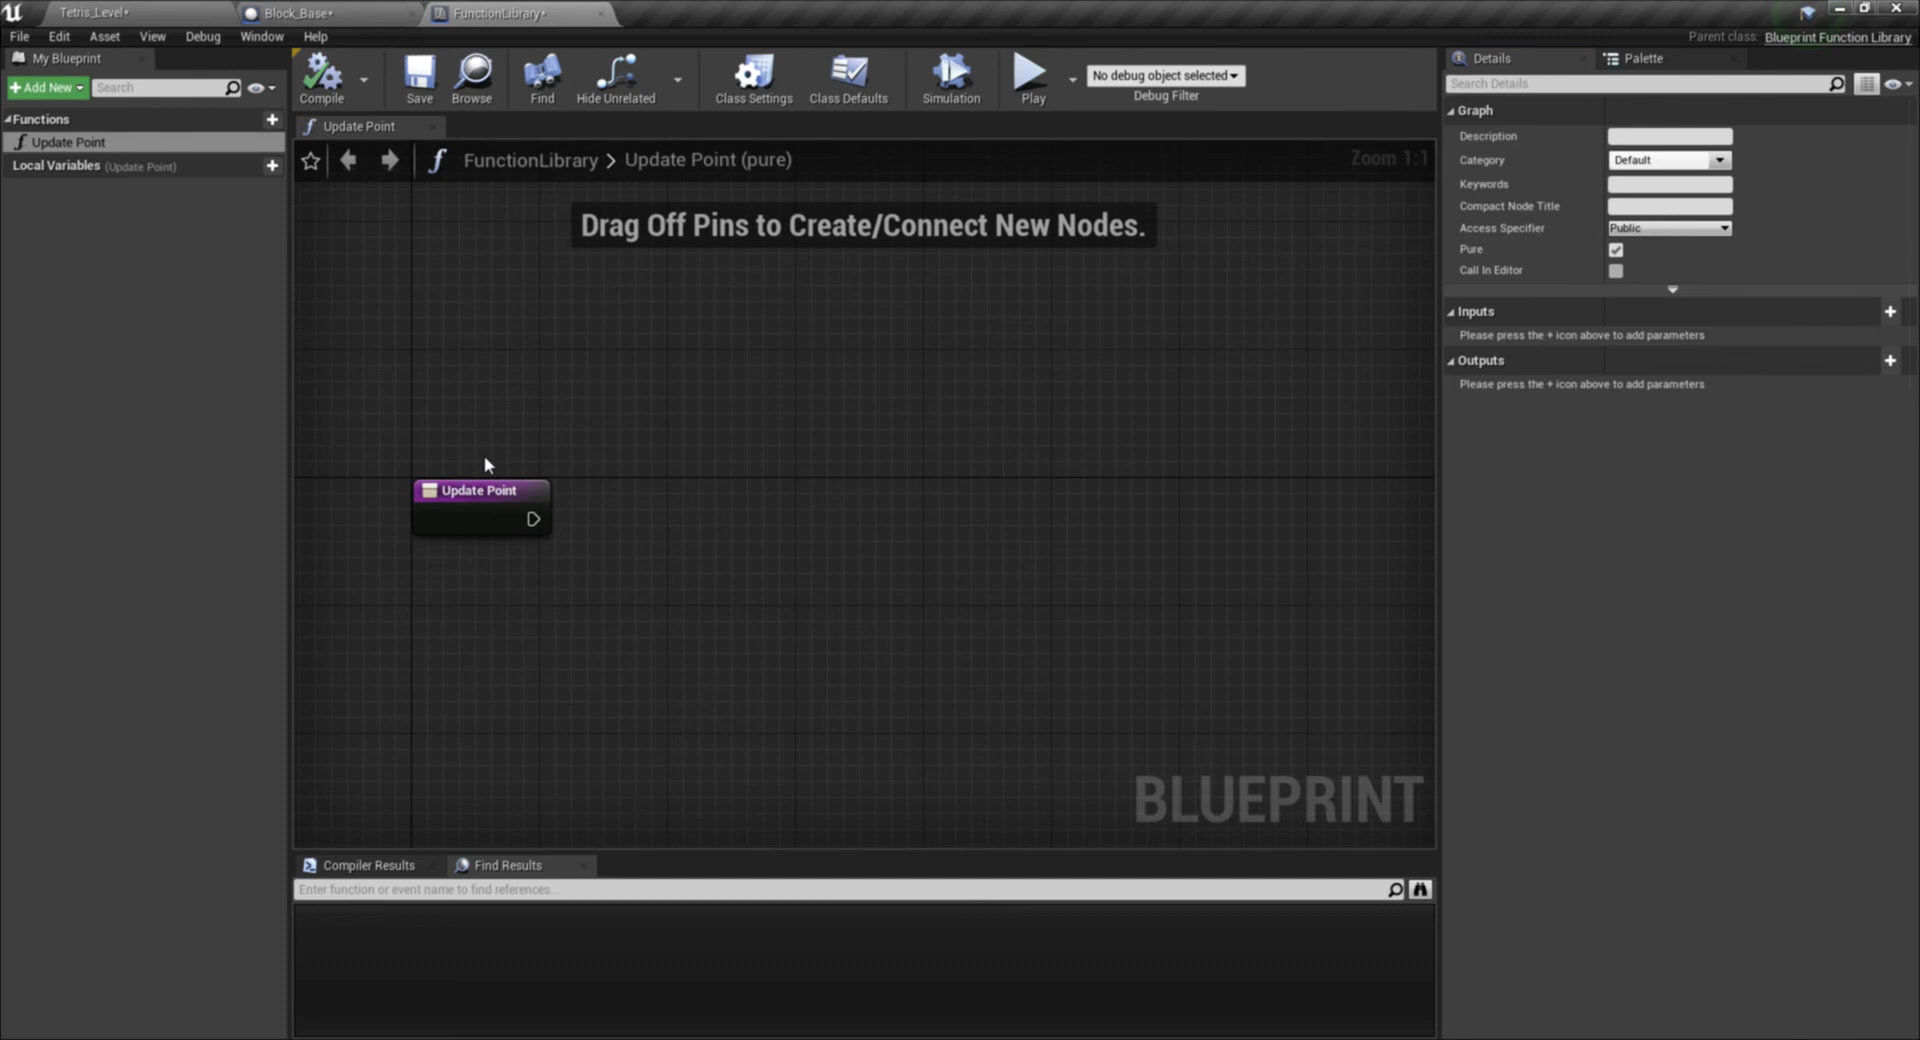 Tetris_Level•
Block_Base•
FunctionLibrary•
File Edit Asset View Debug Window Help
Parent class: Blueprint Function Library
My Blueprint
Add New
Search
Functions
Update Point
Local Variables (Update Point)
Compile
Save
Browse
Find
Hide Unrelated
Class Settings
Class Defaults
Simulation
Play
No debug object selected
Debug Filter
Update Point
FunctionLibrary > Update Point (pure)
Zoom 1:1
Drag Off Pins to Create/Connect New Nodes.
Update Point
BLUEPRINT
Compiler Results
Find Results
Enter function or event name to find references...
Details
Palette
Search Details
Graph
Description
Category Default
Keywords
Compact Node Title
Access Specifier Public
Pure
Call In Editor
Inputs
Please press the + icon above to add parameters
Outputs
Please press the + icon above to add parameters